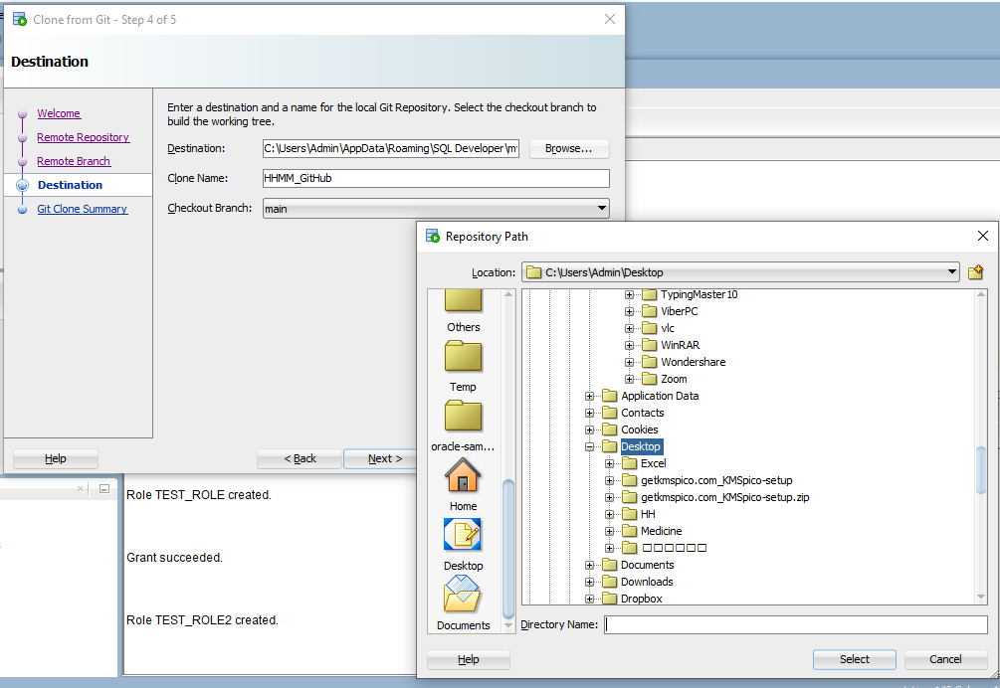 Clone from Git - Step 4 of 5
Destination
Welcome
Remote Repository
Remote Branch
Destination
Git Clone Summary
Enter a destination and a name for the local Git Repository. Select the checkout branch to
build the working tree.
Destination: C:\Users\Admin\AppData\Roaming\SQL Developer\m Browse...
Clone Name: HHMM_GitHub
Checkout Branch: main
Help
< Back
Next >
Role TEST_ROLE created.
Grant succeeded.
Role TEST_ROLE2 created.
Repository Path
Location: C:\Users\Admin\Desktop
Others
Temp
oracle-sam...
Home
Desktop
Documents
TypingMaster10
ViberPC
vlc
WinRAR
Wondershare
Zoom
Application Data
Contacts
Cookies
Desktop
Excel
getkmspico.com_KMSpico-setup
getkmspico.com_KMSpico-setup.zip
HH
Medicine
□□□□□□
Documents
Downloads
Dropbox
Directory Name:
Help
Select
Cancel